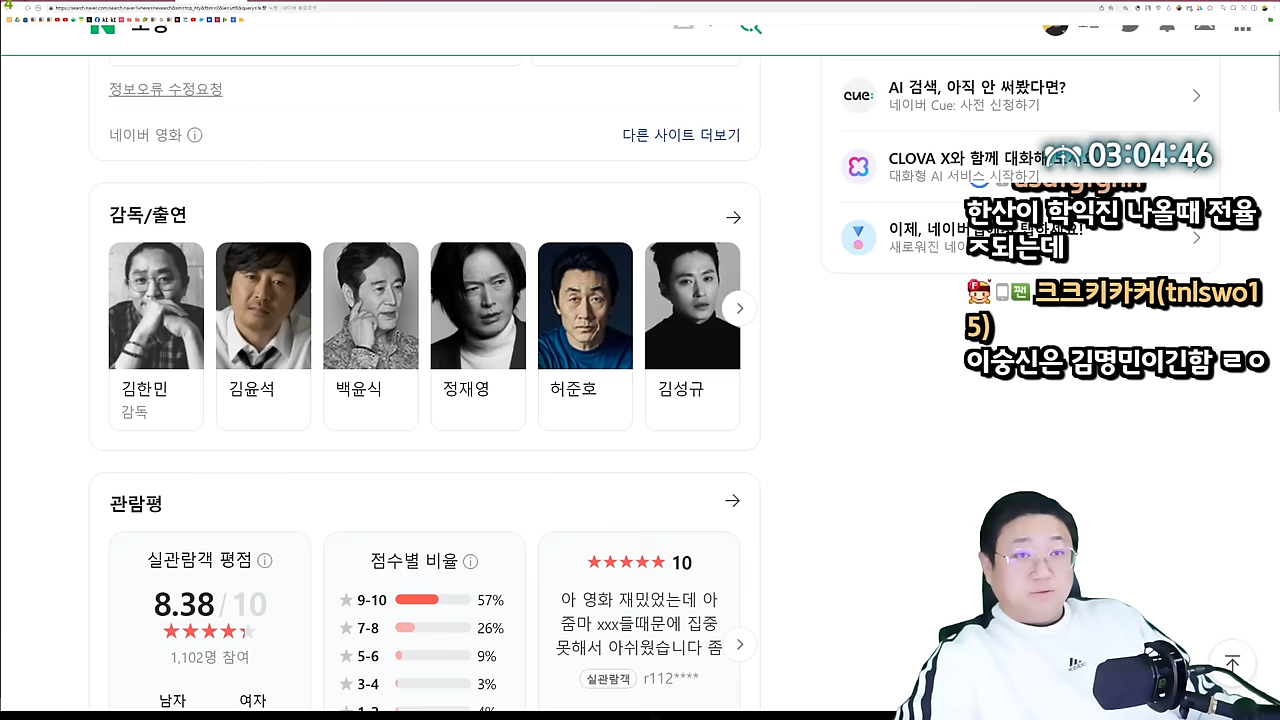 정보오류 수정요청
네이버 영화
다른 사이트 더보기
감독/출연
김한민
감독
김윤석
백윤식
정재영
허준호
김성규
관람평
실관람객 평점
8.38 / 10
1,102명 참여
남자 여자
점수별 비율
9-10 57%
7-8 26%
5-6 9%
3-4 3%
10
아 영화 재밌었는데 아
줌마 xxx들때문에 집중
못해서 아쉬웠습니다 좀
실관람객 r112****
cue:
AI 검색, 아직 안 써봤다면?
네이버 Cue: 사전 신청하기
CLOVA X와 함께 대화해
대화형 AI 서비스 시작하기
이제, 네이버
새로워진 네이
03:04:46
한산이 학익진 나올때 전율
ㅈ되는데
팬 크크키카커(tnlswo1
5)
이순신은 김명민이긴함 ㄹㅇ